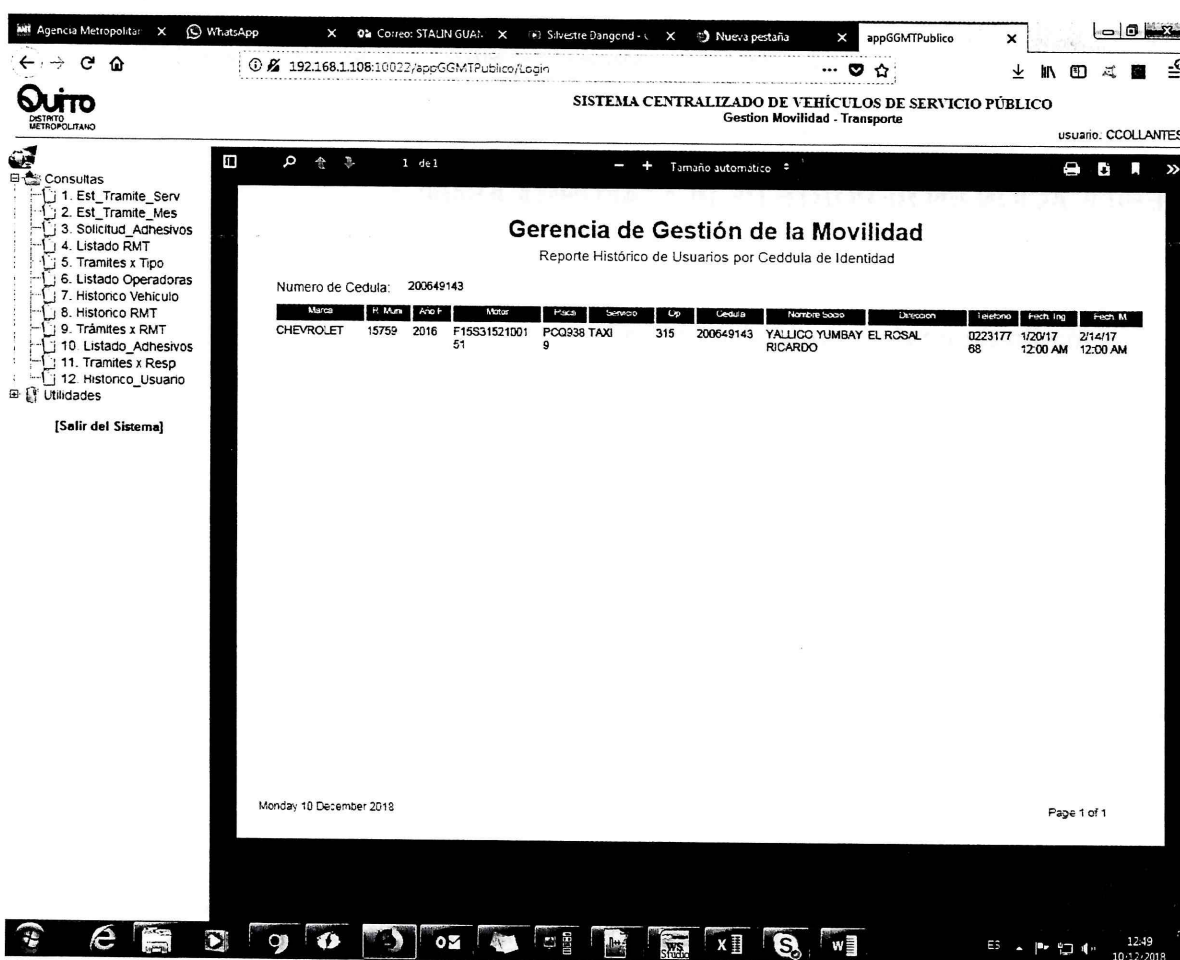 Agencia Metropolitar X WhatsApp X Correo: STALIN GUAN X Silvestre Dangond - X Nueva pestaña X appGGMTPublico X
192.168.1.108:10022/appGGMTPublico/Login
QUITO
DISTRITO
METROPOLITANO
SISTEMA CENTRALIZADO DE VEHÍCULOS DE SERVICIO PÚBLICO
Gestion Movilidad - Transporte
usuario: CCOLLANTES
Consultas
1. Est_Tramite_Serv
2. Est_Tramite_Mes
3. Solicitud_Adhesivos
4. Listado RMT
5. Tramites x Tipo
6. Listado Operadoras
7. Historico Vehiculo
8. Historico RMT
9. Trámites x RMT
10. Listado_Adhesivos
11. Tramites x Resp
12. Historico_Usuario
Utilidades
[Salir del Sistema]
1 de 1 − + Tamaño automático
Gerencia de Gestión de la Movilidad
Reporte Histórico de Usuarios por Ceddula de Identidad
Numero de Cedula: 200649143
Marca R. Muni Año F Motor Placa Servicio Op Cedula Nombre Socio Direccion Telefono Fech. Ing Fech. M.
CHEVROLET 15759 2016 F15S31521001 PCQ938 TAXI 315 200649143 YALLICO YUMBAY EL ROSAL 0223177 1/20/17 2/14/17
51 9 RICARDO 68 12:00 AM 12:00 AM
Monday 10 December 2018
Page 1 of 1
WS
Studio
ES
12:49
10/12/2018